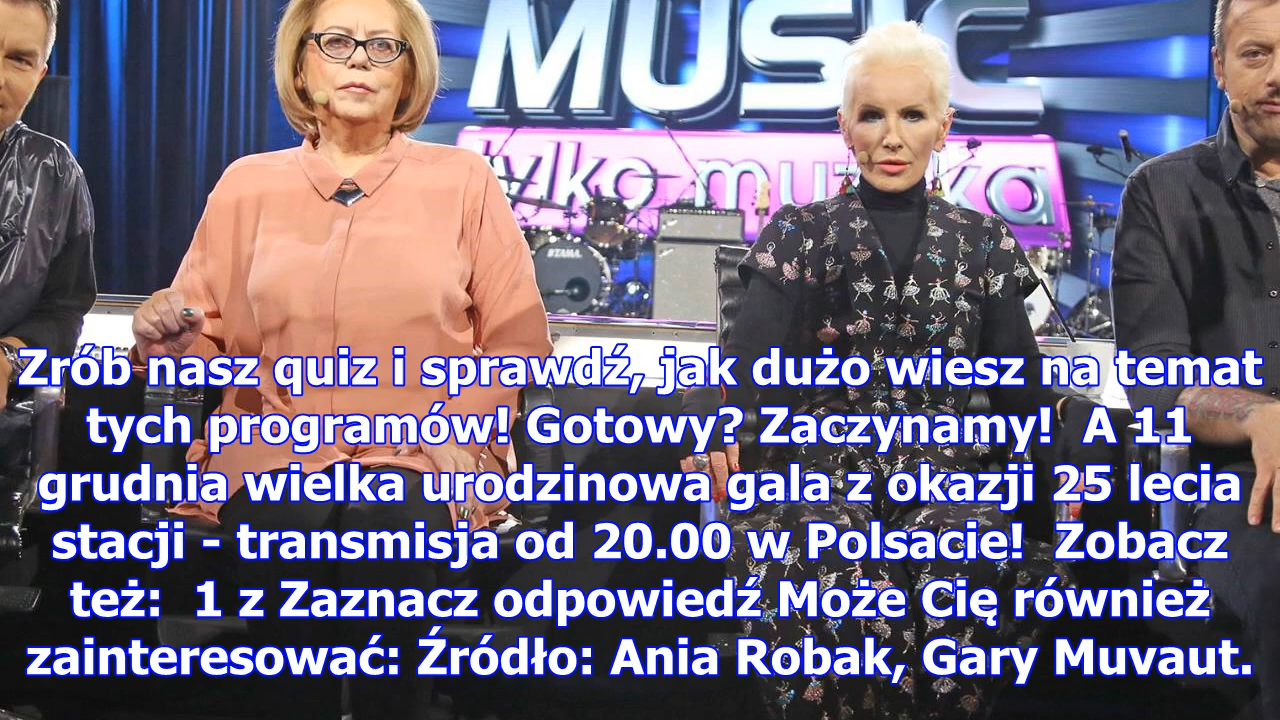 MUSIC
tylko muzyka
TAMA
Zrób nasz quiz i sprawdź, jak dużo wiesz na temat
tych programów! Gotowy? Zaczynamy!  A 11
grudnia wielka urodzinowa gala z okazji 25 lecia
stacji - transmisja od 20.00 w Polsacie!  Zobacz
też:  1 z Zaznacz odpowiedź Może Cię również
zainteresować: Źródło: Ania Robak, Gary Muvaut.